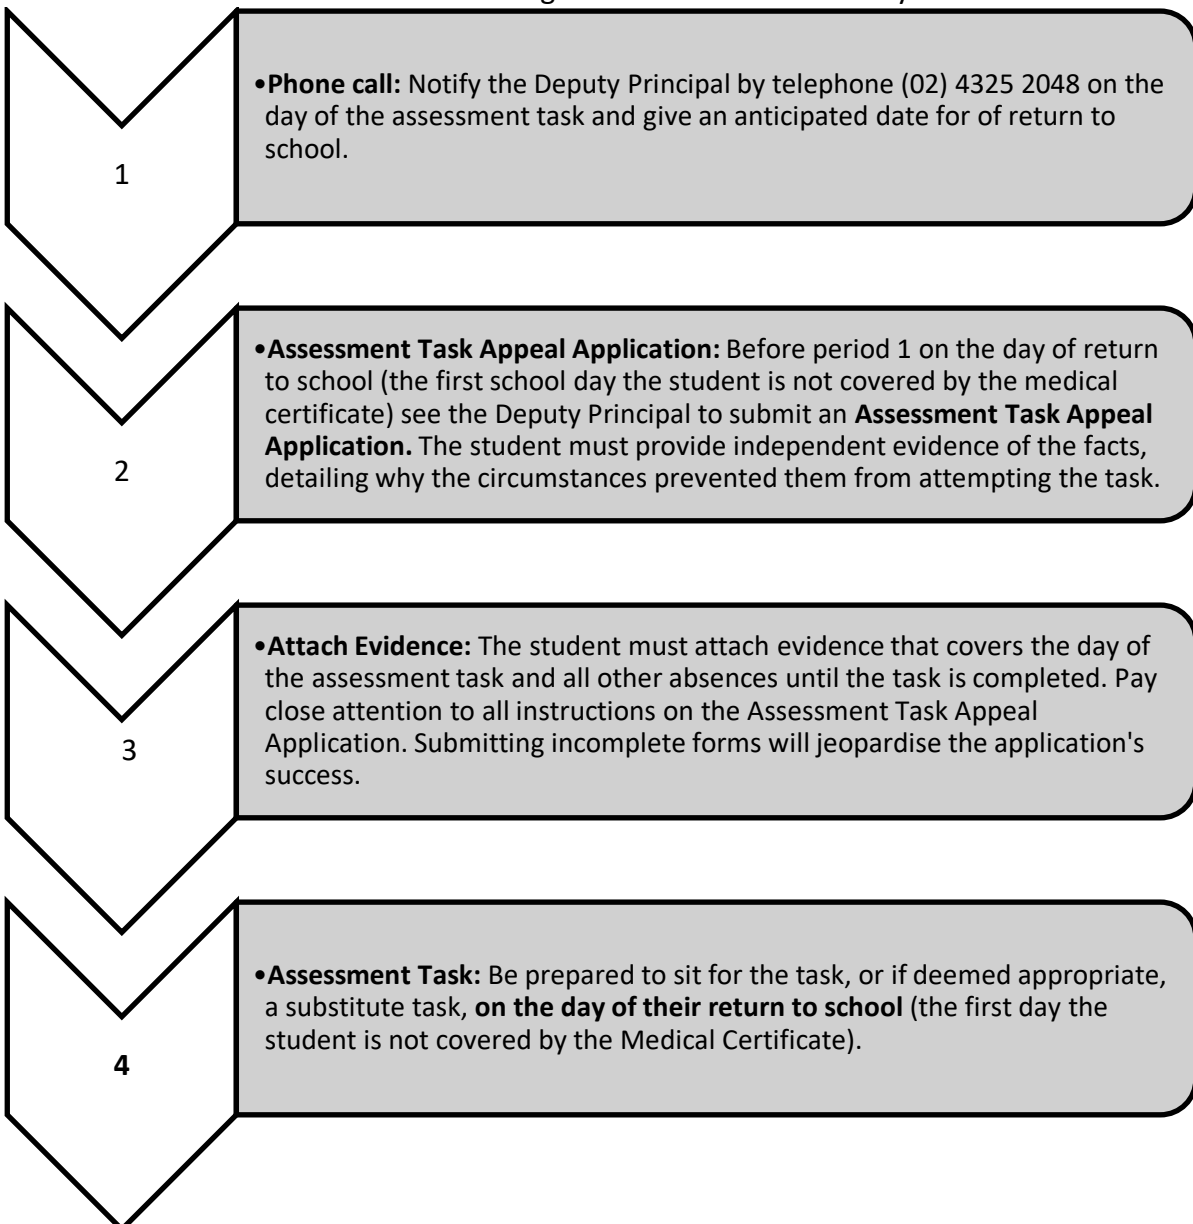 1
•Phone call: Notify the Deputy Principal by telephone (02) 4325 2048 on the
day of the assessment task and give an anticipated date for of return to
school.
2
•Assessment Task Appeal Application: Before period 1 on the day of return
to school (the first school day the student is not covered by the medical
certificate) see the Deputy Principal to submit an Assessment Task Appeal
Application. The student must provide independent evidence of the facts,
detailing why the circumstances prevented them from attempting the task.
3
•Attach Evidence: The student must attach evidence that covers the day of
the assessment task and all other absences until the task is completed. Pay
close attention to all instructions on the Assessment Task Appeal
Application. Submitting incomplete forms will jeopardise the application's
success.
4
•Assessment Task: Be prepared to sit for the task, or if deemed appropriate,
a substitute task, on the day of their return to school (the first day the
student is not covered by the Medical Certificate).